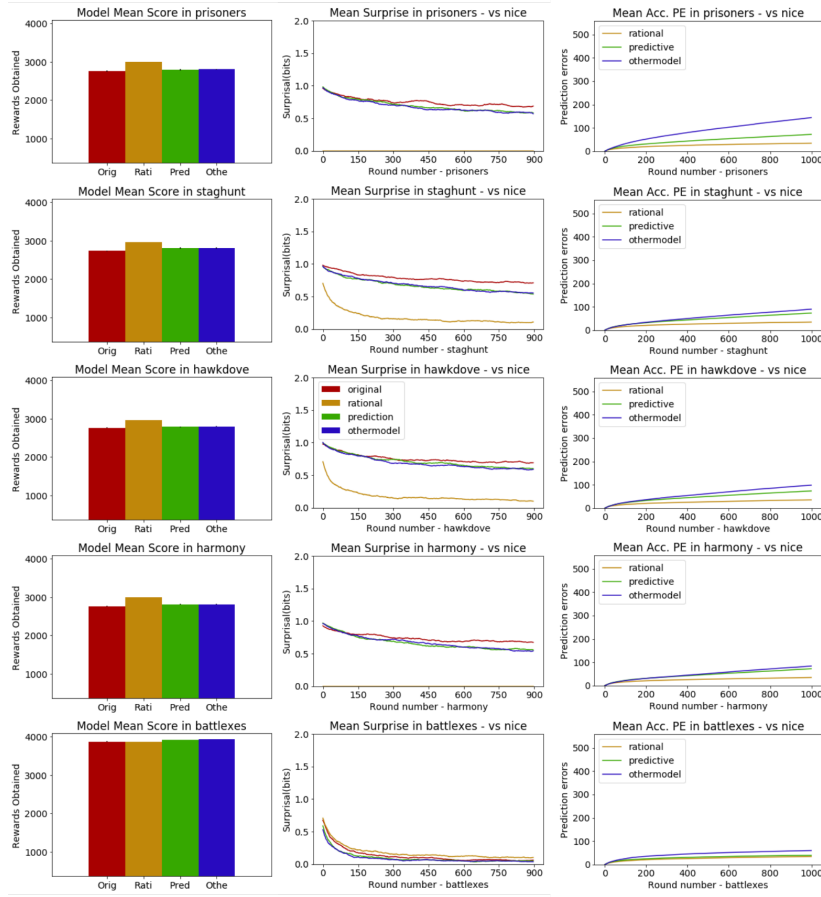 Model Mean Score in prisoners
4000
3000
2000
1000
Rewards Obtained
Orig Rati Pred Othe
Mean Surprise in prisoners - vs nice
2.0
1.5
1.0
0.5
0.0
Surprisal(bits)
0 150 300 450 600 750 900
Round number - prisoners
Mean Acc. PE in prisoners - vs nice
500
400
300
200
100
0
Prediction errors
rational
predictive
othermodel
0 200 400 600 800 1000
Round number - prisoners
Model Mean Score in staghunt
4000
3000
2000
1000
Rewards Obtained
Orig Rati Pred Othe
Mean Surprise in staghunt - vs nice
2.0
1.5
1.0
0.5
0.0
Surprisal(bits)
0 150 300 450 600 750 900
Round number - staghunt
Mean Acc. PE in staghunt - vs nice
500
400
300
200
100
0
Prediction errors
rational
predictive
othermodel
0 200 400 600 800 1000
Round number - staghunt
Model Mean Score in hawkdove
4000
3000
2000
1000
Rewards Obtained
Orig Rati Pred Othe
Mean Surprise in hawkdove - vs nice
2.0
1.5
1.0
0.5
0.0
Surprisal(bits)
original
rational
prediction
othermodel
0 150 300 450 600 750 900
Round number - hawkdove
Mean Acc. PE in hawkdove - vs nice
500
400
300
200
100
0
Prediction errors
rational
predictive
othermodel
0 200 400 600 800 1000
Round number - hawkdove
Model Mean Score in harmony
4000
3000
2000
1000
Rewards Obtained
Orig Rati Pred Othe
Mean Surprise in harmony - vs nice
2.0
1.5
1.0
0.5
0.0
Surprisal(bits)
0 150 300 450 600 750 900
Round number - harmony
Mean Acc. PE in harmony - vs nice
500
400
300
200
100
0
Prediction errors
rational
predictive
othermodel
0 200 400 600 800 1000
Round number - harmony
Model Mean Score in battlexes
4000
3000
2000
1000
Rewards Obtained
Orig Rati Pred Othe
Mean Surprise in battlexes - vs nice
2.0
1.5
1.0
0.5
0.0
Surprisal(bits)
0 150 300 450 600 750 900
Round number - battlexes
Mean Acc. PE in battlexes - vs nice
500
400
300
200
100
0
Prediction errors
rational
predictive
othermodel
0 200 400 600 800 1000
Round number - battlexes